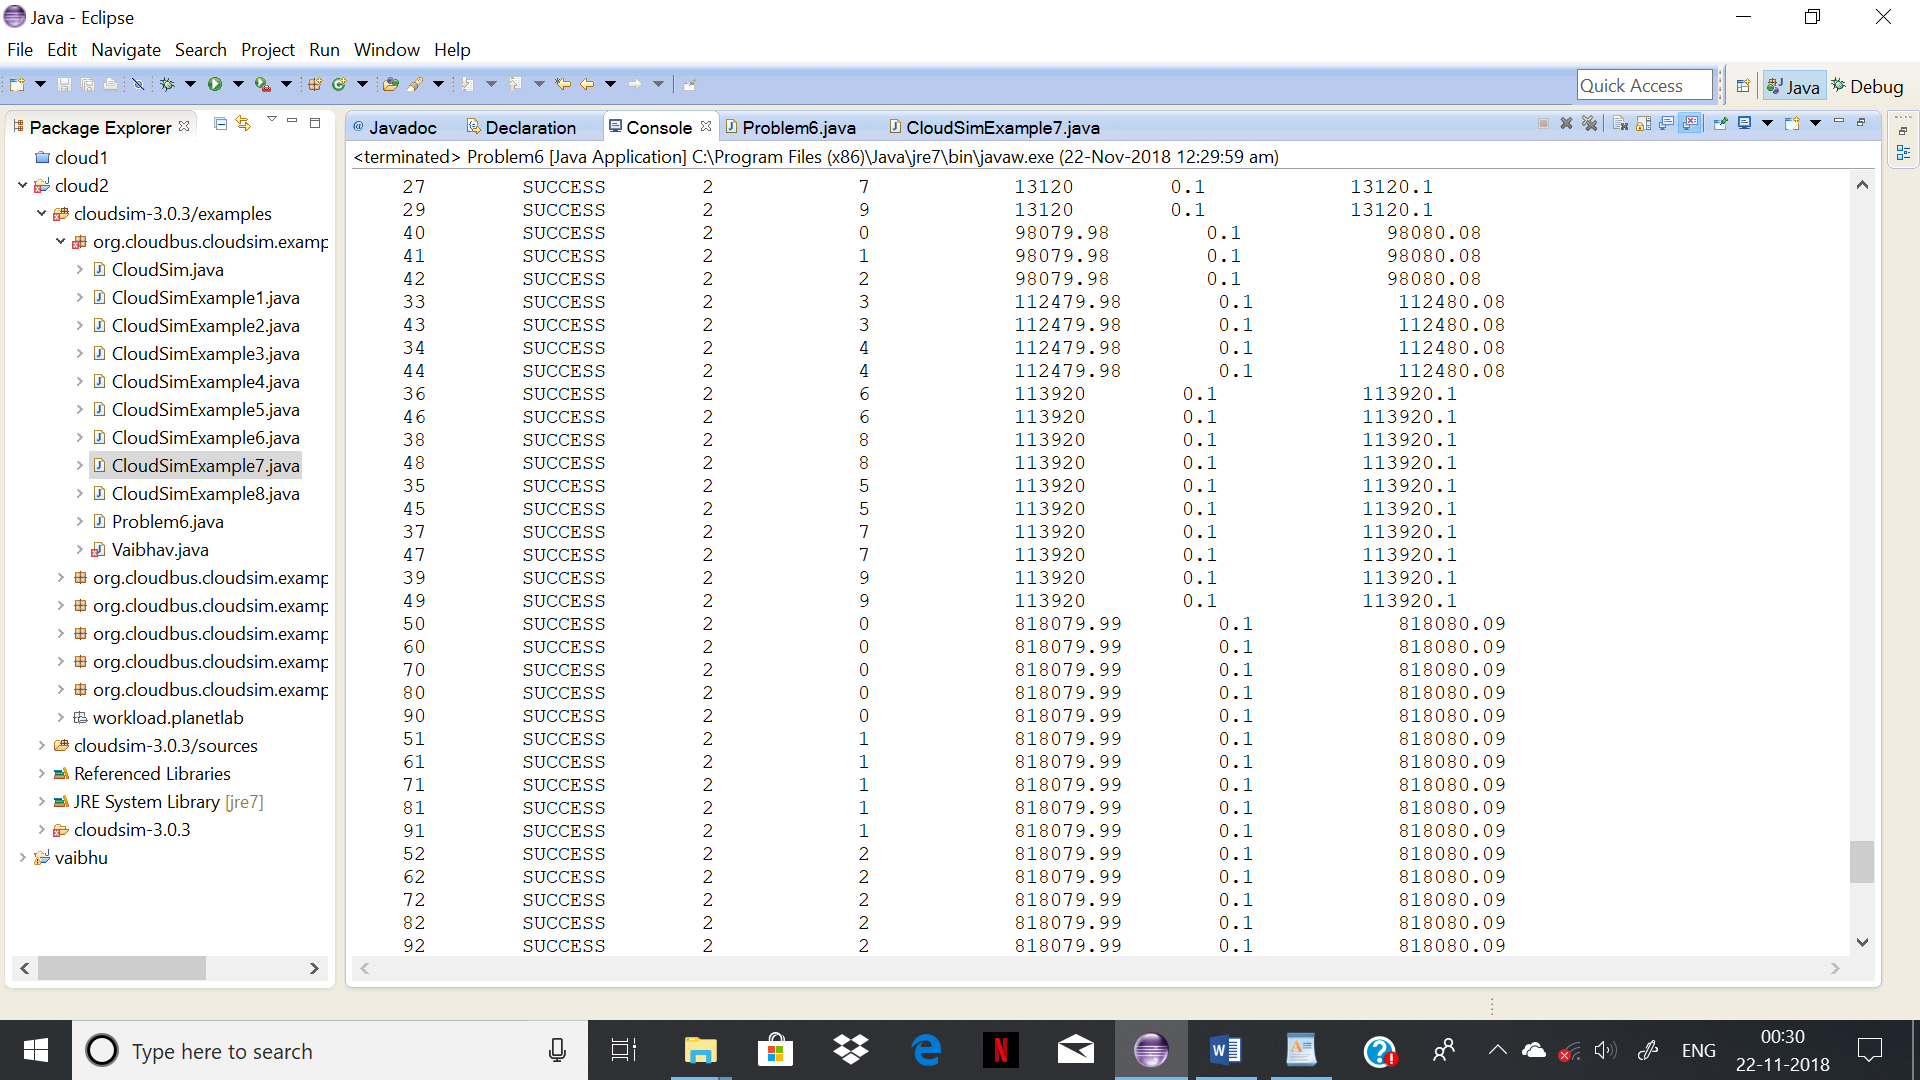 Java - Eclipse
File Edit Navigate Search Project Run Window Help
Quick Access Java Debug
Package Explorer
cloud1
cloud2
cloudsim-3.0.3/examples
org.cloudbus.cloudsim.examp
CloudSim.java
CloudSimExample1.java
CloudSimExample2.java
CloudSimExample3.java
CloudSimExample4.java
CloudSimExample5.java
CloudSimExample6.java
CloudSimExample7.java
CloudSimExample8.java
Problem6.java
Vaibhav.java
org.cloudbus.cloudsim.examp
org.cloudbus.cloudsim.examp
org.cloudbus.cloudsim.examp
org.cloudbus.cloudsim.examp
org.cloudbus.cloudsim.examp
workload.planetlab
cloudsim-3.0.3/sources
Referenced Libraries
JRE System Library [jre7]
cloudsim-3.0.3
vaibhu
Javadoc Declaration Console Problem6.java CloudSimExample7.java
<terminated> Problem6 [Java Application] C:\Program Files (x86)\Java\jre7\bin\javaw.exe (22-Nov-2018 12:29:59 am)
27 SUCCESS 2 7 13120 0.1 13120.1
29 SUCCESS 2 9 13120 0.1 13120.1
40 SUCCESS 2 0 98079.98 0.1 98080.08
41 SUCCESS 2 1 98079.98 0.1 98080.08
42 SUCCESS 2 2 98079.98 0.1 98080.08
33 SUCCESS 2 3 112479.98 0.1 112480.08
43 SUCCESS 2 3 112479.98 0.1 112480.08
34 SUCCESS 2 4 112479.98 0.1 112480.08
44 SUCCESS 2 4 112479.98 0.1 112480.08
36 SUCCESS 2 6 113920 0.1 113920.1
46 SUCCESS 2 6 113920 0.1 113920.1
38 SUCCESS 2 8 113920 0.1 113920.1
48 SUCCESS 2 8 113920 0.1 113920.1
35 SUCCESS 2 5 113920 0.1 113920.1
45 SUCCESS 2 5 113920 0.1 113920.1
37 SUCCESS 2 7 113920 0.1 113920.1
47 SUCCESS 2 7 113920 0.1 113920.1
39 SUCCESS 2 9 113920 0.1 113920.1
49 SUCCESS 2 9 113920 0.1 113920.1
50 SUCCESS 2 0 818079.99 0.1 818080.09
60 SUCCESS 2 0 818079.99 0.1 818080.09
70 SUCCESS 2 0 818079.99 0.1 818080.09
80 SUCCESS 2 0 818079.99 0.1 818080.09
90 SUCCESS 2 0 818079.99 0.1 818080.09
51 SUCCESS 2 1 818079.99 0.1 818080.09
61 SUCCESS 2 1 818079.99 0.1 818080.09
71 SUCCESS 2 1 818079.99 0.1 818080.09
81 SUCCESS 2 1 818079.99 0.1 818080.09
91 SUCCESS 2 1 818079.99 0.1 818080.09
52 SUCCESS 2 2 818079.99 0.1 818080.09
62 SUCCESS 2 2 818079.99 0.1 818080.09
72 SUCCESS 2 2 818079.99 0.1 818080.09
82 SUCCESS 2 2 818079.99 0.1 818080.09
92 SUCCESS 2 2 818079.99 0.1 818080.09
Type here to search
ENG
00:30
22-11-2018